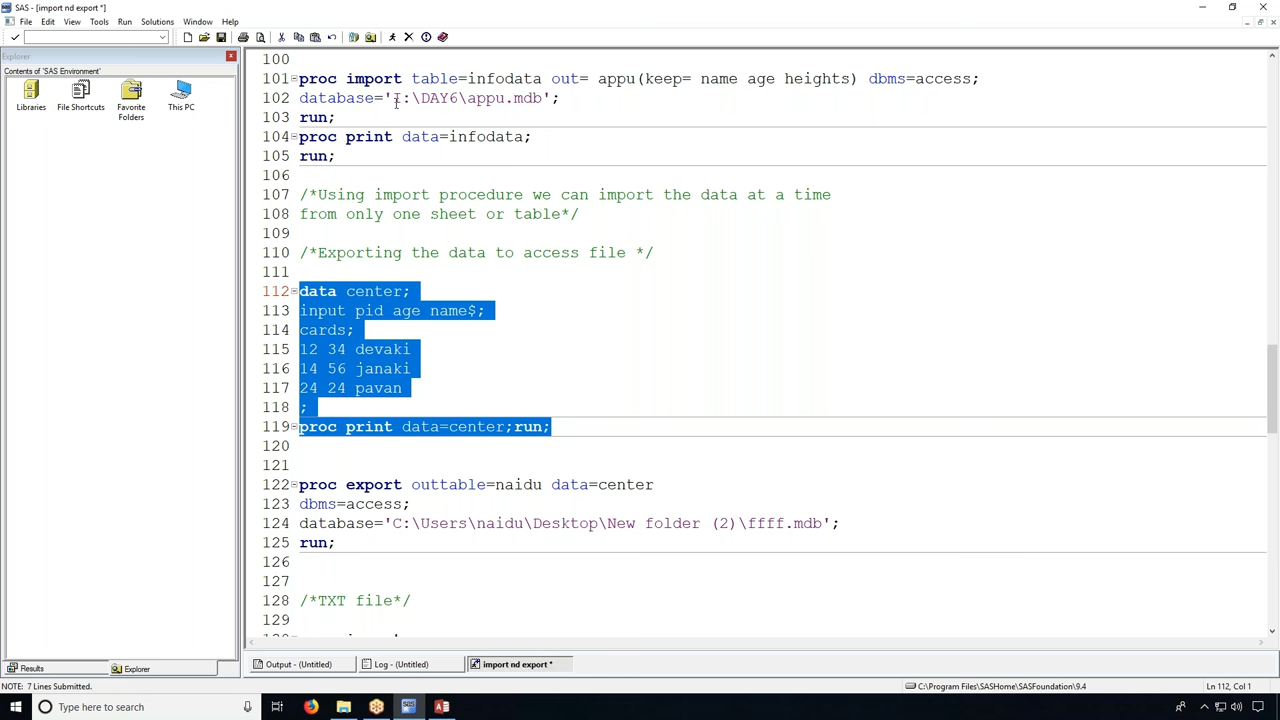 SAS - [import nd export *]
File Edit View Tools Run Solutions Window Help
Explorer
Contents of 'SAS Environment'
Libraries File Shortcuts Favorite Folders This PC
100
101 proc import table=infodata out= appu(keep= name age heights) dbms=access;
102 database='I:\DAY6\appu.mdb';
103 run;
104 proc print data=infodata;
105 run;
106
107 /*Using import procedure we can import the data at a time
108 from only one sheet or table*/
109
110 /*Exporting the data to access file */
111
112 data center;
113 input pid age name$;
114 cards;
115 12 34 devaki
116 14 56 janaki
117 24 24 pavan
118 ;
119 proc print data=center;run;
120
121
122 proc export outtable=naidu data=center
123 dbms=access;
124 database='C:\Users\naidu\Desktop\New folder (2)\ffff.mdb';
125 run;
126
127
128 /*TXT file*/
129
Results Explorer
Output - (Untitled) Log - (Untitled) import nd export *
NOTE: 7 Lines Submitted. C:\Program Files\SASHome\SASFoundation\9.4 Ln 112, Col 1
Type here to search